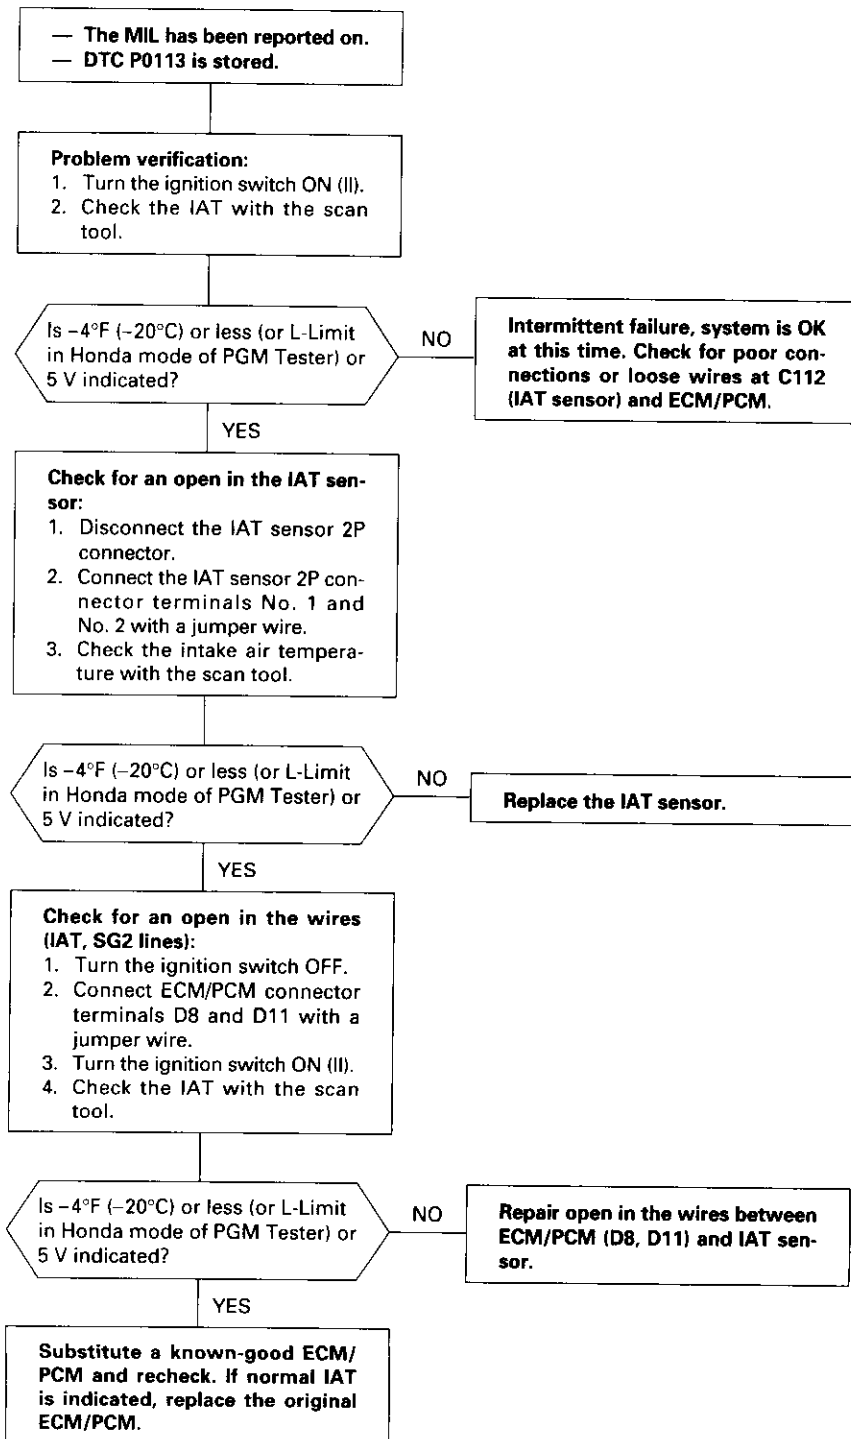 — The MIL has been reported on.
— DTC P0113 is stored.
Problem verification:
1. Turn the ignition switch ON (II).
2. Check the IAT with the scan
tool.
Is –4°F (–20°C) or less (or L-Limit
in Honda mode of PGM Tester) or
5 V indicated?
NO
Intermittent failure, system is OK
at this time. Check for poor con-
nections or loose wires at C112
(IAT sensor) and ECM/PCM.
YES
Check for an open in the IAT sen-
sor:
1. Disconnect the IAT sensor 2P
connector.
2. Connect the IAT sensor 2P con-
nector terminals No. 1 and
No. 2 with a jumper wire.
3. Check the intake air tempera-
ture with the scan tool.
Is –4°F (–20°C) or less (or L-Limit
in Honda mode of PGM Tester) or
5 V indicated?
NO
Replace the IAT sensor.
YES
Check for an open in the wires
(IAT, SG2 lines):
1. Turn the ignition switch OFF.
2. Connect ECM/PCM connector
terminals D8 and D11 with a
jumper wire.
3. Turn the ignition switch ON (II).
4. Check the IAT with the scan
tool.
Is –4°F (–20°C) or less (or L-Limit
in Honda mode of PGM Tester) or
5 V indicated?
NO
Repair open in the wires between
ECM/PCM (D8, D11) and IAT sen-
sor.
YES
Substitute a known-good ECM/
PCM and recheck. If normal IAT
is indicated, replace the original
ECM/PCM.